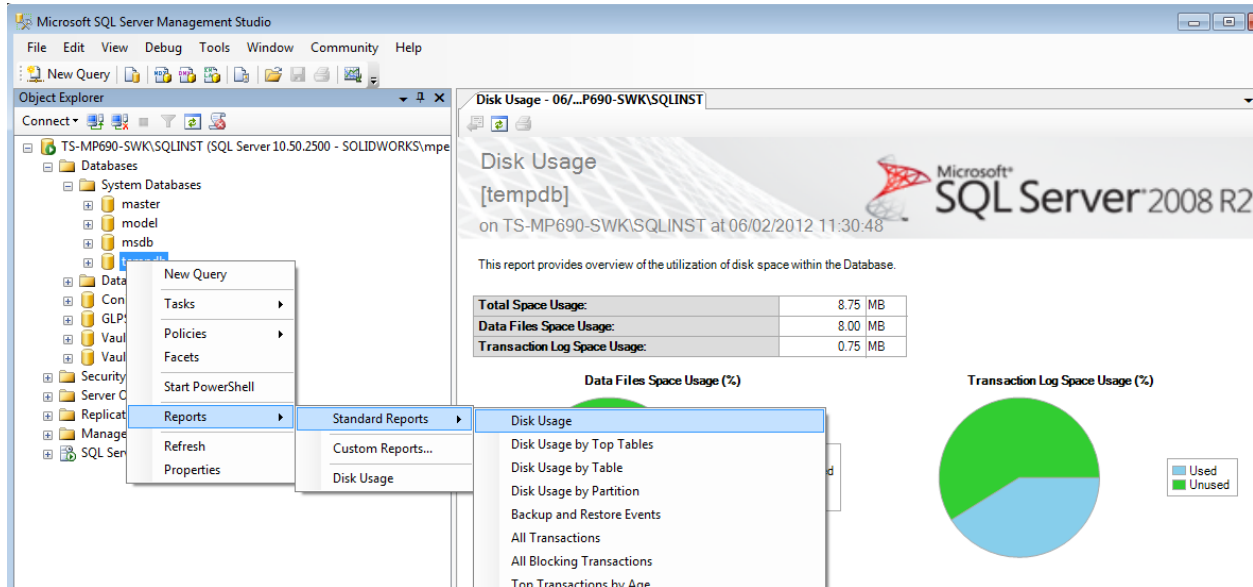 Microsoft SQL Server Management Studio
File Edit View Debug Tools Window Community Help
New Query
Object Explorer
Connect
TS-MP690-SWK\SQLINST (SQL Server 10.50.2500 - SOLIDWORKS\mpe
Databases
System Databases
master
model
msdb
tempdb
Data
Con
GLPS
Vaul
Vaul
Security
Server O
Replicat
Manage
SQL Ser
New Query
Tasks
Policies
Facets
Start PowerShell
Reports
Refresh
Properties
Standard Reports
Custom Reports...
Disk Usage
Disk Usage
Disk Usage by Top Tables
Disk Usage by Table
Disk Usage by Partition
Backup and Restore Events
All Transactions
All Blocking Transactions
Top Transactions by Age
Disk Usage - 06/...P690-SWK\SQLINST
Disk Usage
[tempdb]
on TS-MP690-SWK\SQLINST at 06/02/2012 11:30:48
Microsoft®
SQL Server® 2008 R2
This report provides overview of the utilization of disk space within the Database.
Total Space Usage: 8.75 MB
Data Files Space Usage: 8.00 MB
Transaction Log Space Usage: 0.75 MB
Data Files Space Usage (%)
Transaction Log Space Usage (%)
d
Used
Unused